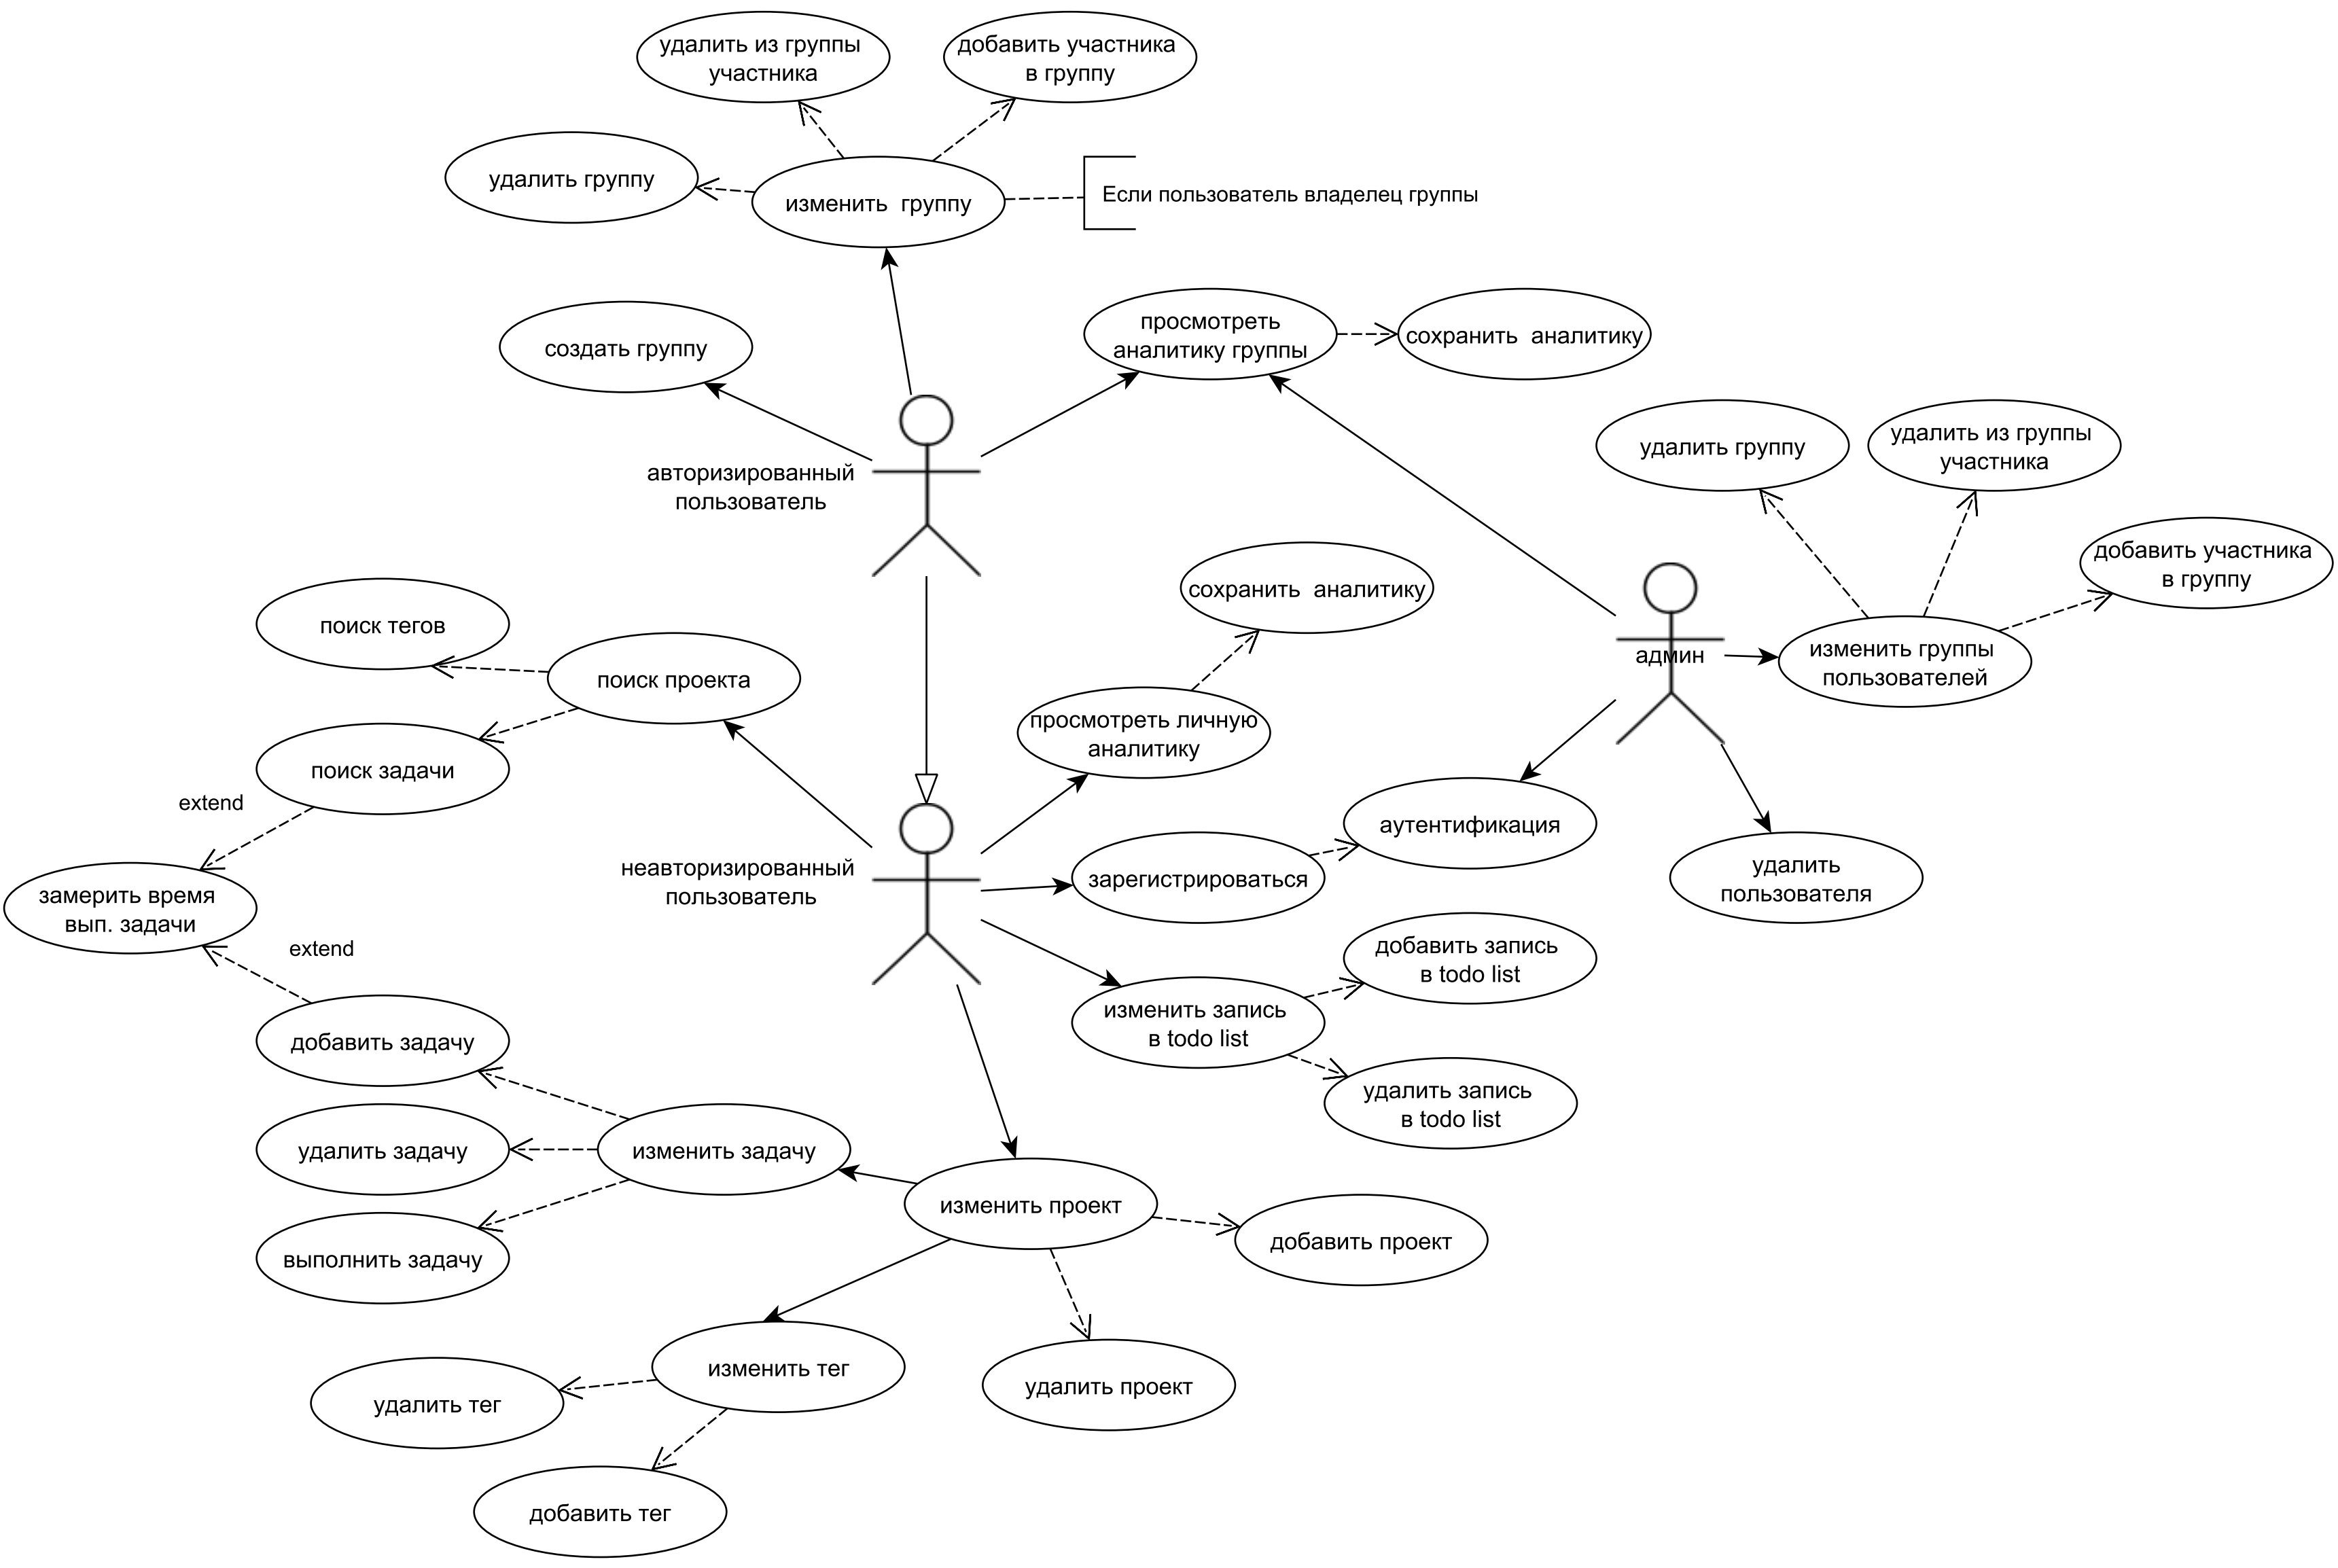 удалить из группы
участника
добавить участника
в группу
удалить группу
изменить  группу
Если пользователь владелец группы
создать группу
просмотреть
аналитику группы
сохранить  аналитику
авторизированный
пользователь
удалить группу
удалить из группы
участника
добавить участника
в группу
админ
изменить группы
пользователей
сохранить  аналитику
поиск тегов
поиск проекта
просмотреть личную
аналитику
поиск задачи
extend
неавторизированный
пользователь
зарегистрироваться
аутентификация
удалить
пользователя
замерить время
вып. задачи
extend
добавить запись
в todo list
изменить запись
в todo list
удалить запись
в todo list
добавить задачу
удалить задачу
изменить задачу
выполнить задачу
изменить проект
добавить проект
изменить тег
удалить проект
удалить тег
добавить тег